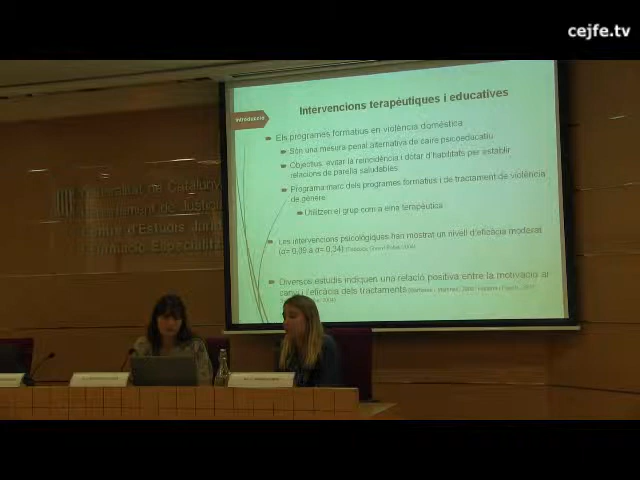 cejfe.tv
Introducció
Intervencions terapèutiques i educatives
Els programes formatius en violència domèstica
Són una mesura penal alternativa de caire psicoeducatiu
Objectius: evitar la reincidència i dotar d'habilitats per establir
relacions de parella saludables
Programa marc dels programes formatius i de tractament de violència
de gènere
Utilitzen el grup com a eina terapèutica
Les intervencions psicològiques han mostrat un nivell d'eficàcia moderat
(d= 0,09 a d= 0,34)
Diversos estudis indiquen una relació positiva entre la motivació al
canvi i l'eficàcia dels tractaments
Generalitat de Catalunya
Departament de Justícia
Centre d'Estudis Jurídics
i Formació Especialitzada